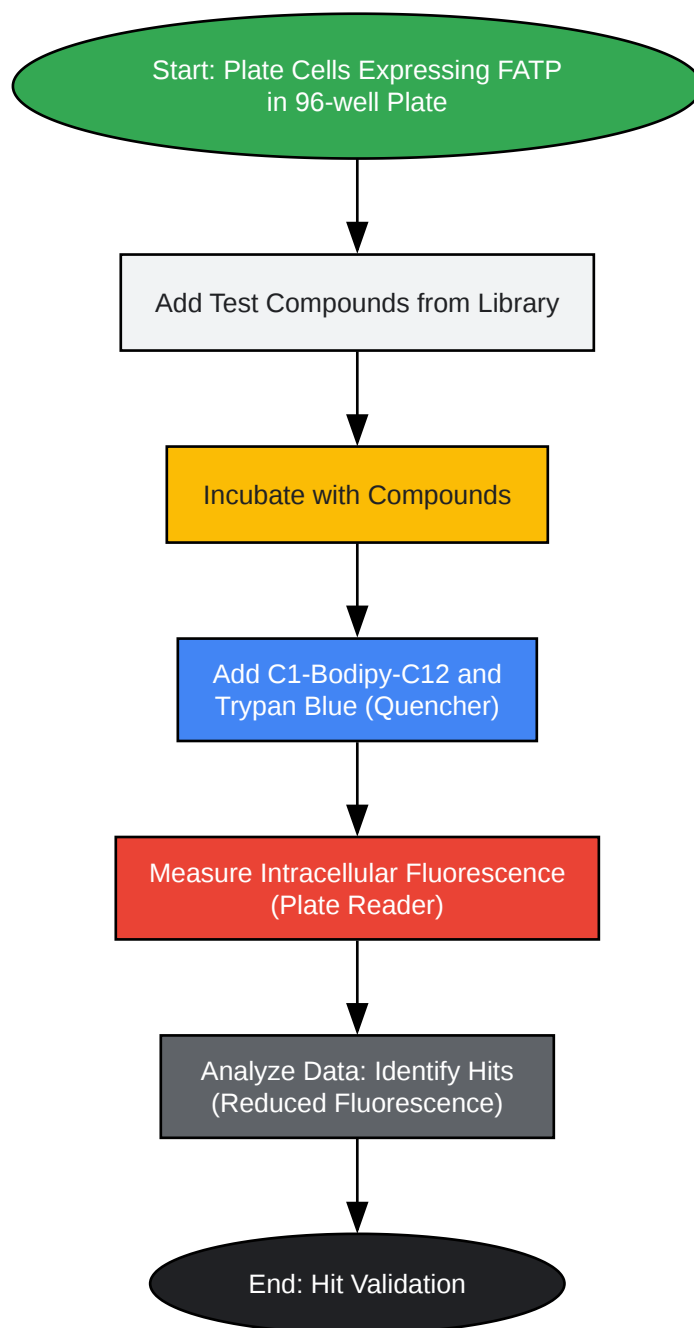 Start: Plate Cells Expressing FATP
in 96-well Plate
Add Test Compounds from Library
Incubate with Compounds
Add C1-Bodipy-C12 and
Trypan Blue (Quencher)
Measure Intracellular Fluorescence
(Plate Reader)
Analyze Data: Identify Hits
(Reduced Fluorescence)
End: Hit Validation